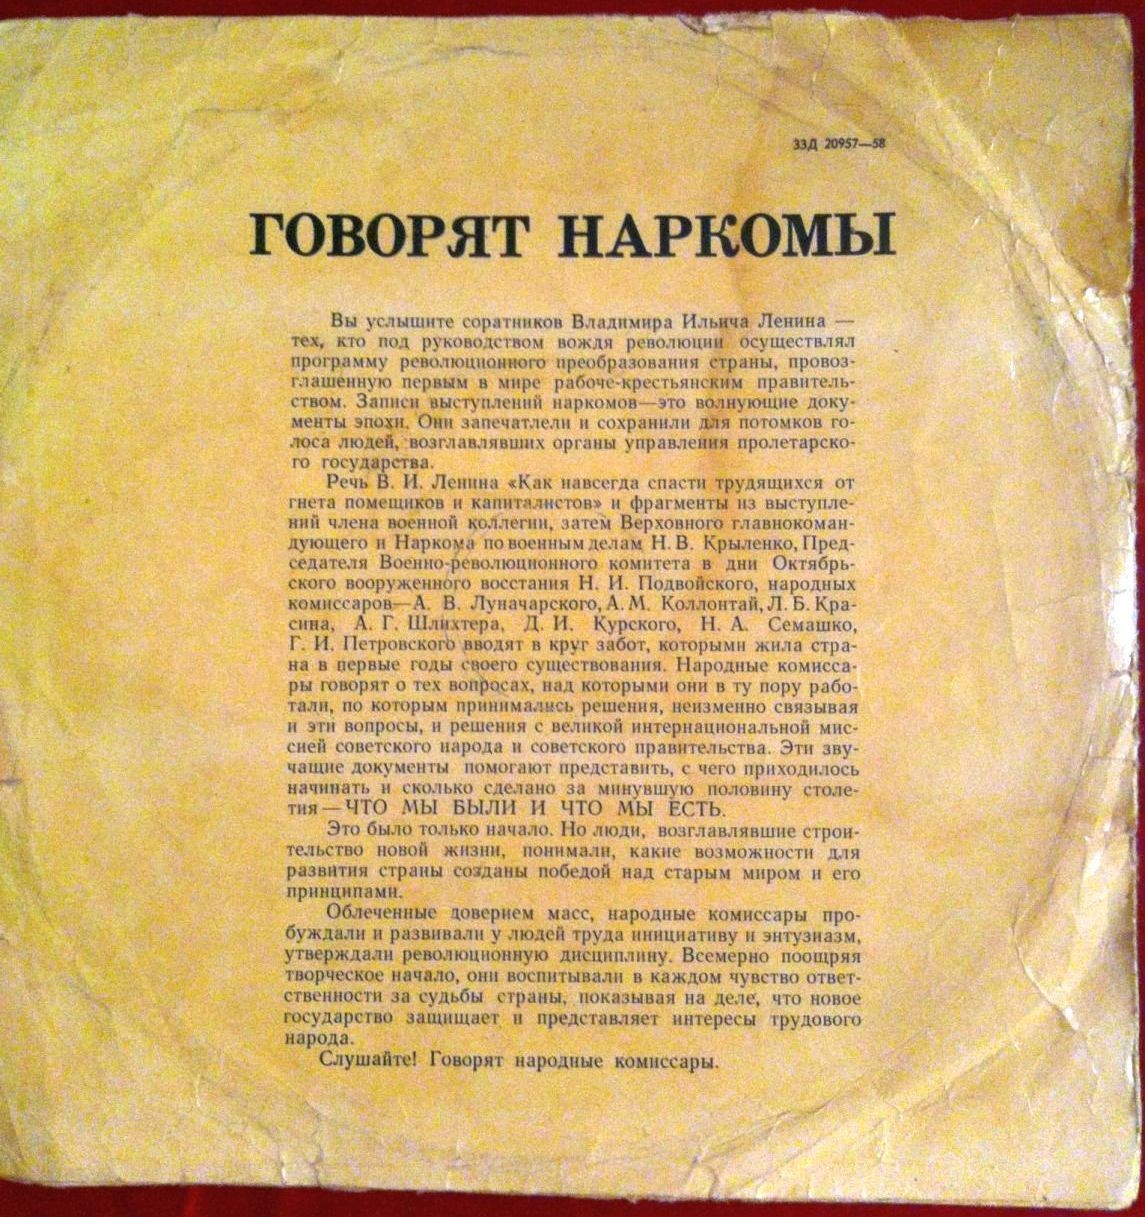 33Д 20957—58
ГОВОРЯТ НАРКОМЫ
Вы услышите соратников Владимира Ильича Ленина —
тех, кто под руководством вождя революции осуществлял
программу революционного преобразования страны, провоз-
глашенную первым в мире рабоче-крестьянским правитель-
ством. Записи выступлений наркомов—это волнующие доку-
менты эпохи. Они запечатлели и сохранили для потомков го-
лоса людей, возглавлявших органы управления пролетарско-
го государства.
Речь В. И. Ленина «Как навсегда спасти трудящихся от
гнета помещиков и капиталистов» и фрагменты из выступле-
ний члена военной коллегии, затем Верховного главнокоман-
дующего и Наркома по военным делам Н. В. Крыленко, Пред-
седателя Военно-революционного комитета в дни Октябрь-
ского вооруженного восстания Н. И. Подвойского, народных
комиссаров—А. В. Луначарского, А. М. Коллонтай, Л. Б. Кра-
сина, А. Г. Шлихтера, Д. И. Курского, Н. А. Семашко,
Г. И. Петровского вводят в круг забот, которыми жила стра-
на в первые годы своего существования. Народные комисса-
ры говорят о тех вопросах, над которыми они в ту пору рабо-
тали, по которым принимались решения, неизменно связывая
и эти вопросы, и решения с великой интернациональной мис-
сией советского народа и советского правительства. Эти зву-
чащие документы помогают представить, с чего приходилось
начинать и сколько сделано за минувшую половину столе-
тия—ЧТО МЫ БЫЛИ И ЧТО МЫ ЕСТЬ.
Это было только начало. Но люди, возглавлявшие строи-
тельство новой жизни, понимали, какие возможности для
развития страны созданы победой над старым миром и его
принципами.
Облеченные доверием масс, народные комиссары про-
буждали и развивали у людей труда инициативу и энтузиазм,
утверждали революционную дисциплину. Всемерно поощряя
творческое начало, они воспитывали в каждом чувство ответ-
ственности за судьбы страны, показывая на деле, что новое
государство защищает и представляет интересы трудового
народа.
Слушайте! Говорят народные комиссары.